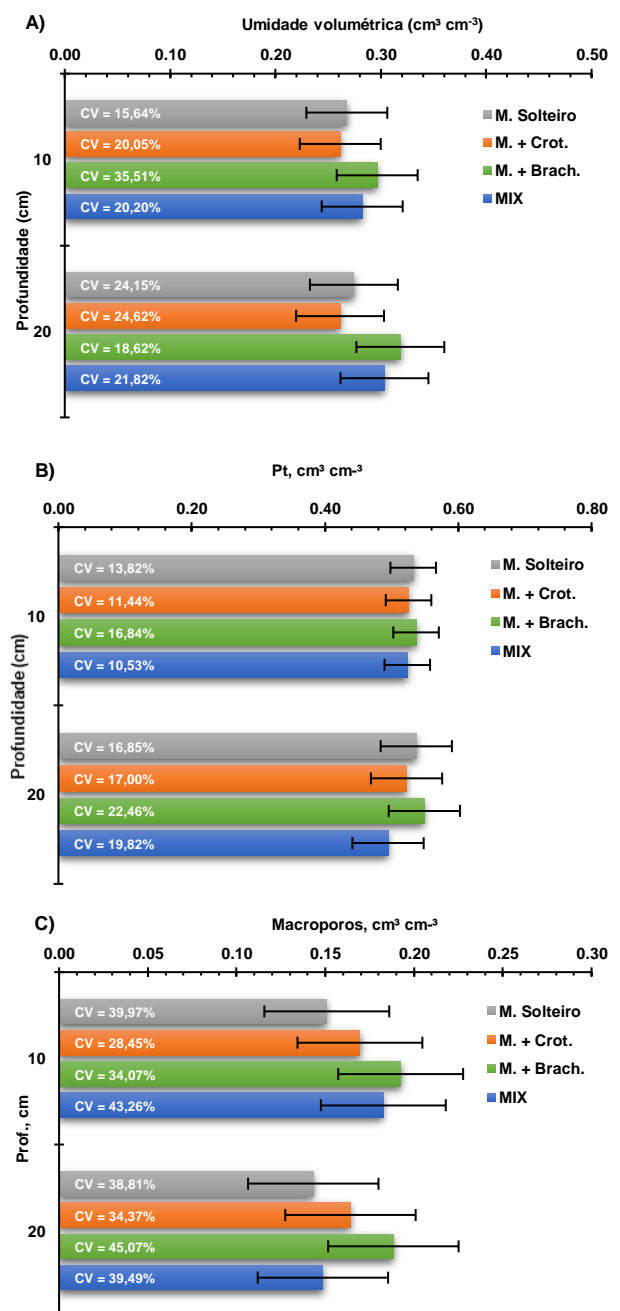 A)
Umidade volumétrica (cm³ cm-³)
0.00 0.10 0.20 0.30 0.40 0.50
Profundidade (cm)
10
20
CV = 15,64%
CV = 20,05%
CV = 35,51%
CV = 20,20%
CV = 24,15%
CV = 24,62%
CV = 18,62%
CV = 21,82%
M. Solteiro
M. + Crot.
M. + Brach.
MIX
B)
Pt, cm³ cm-³
0.00 0.20 0.40 0.60 0.80
Profundidade (cm)
10
20
CV = 13,82%
CV = 11,44%
CV = 16,84%
CV = 10,53%
CV = 16,85%
CV = 17,00%
CV = 22,46%
CV = 19,82%
M. Solteiro
M. + Crot.
M. + Brach.
MIX
C)
Macroporos, cm³ cm-³
0.00 0.05 0.10 0.15 0.20 0.25 0.30
Prof., cm
10
20
CV = 39,97%
CV = 28,45%
CV = 34,07%
CV = 43,26%
CV = 38,81%
CV = 34,37%
CV = 45,07%
CV = 39,49%
M. Solteiro
M. + Crot.
M. + Brach.
MIX